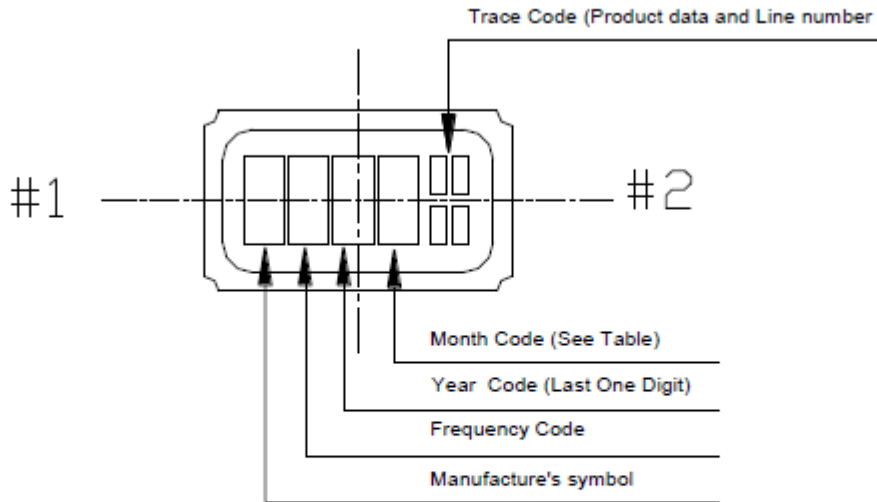 Trace Code (Product data and Line number
#1
#2
Month Code (See Table)
Year Code (Last One Digit)
Frequency Code
Manufacture's symbol